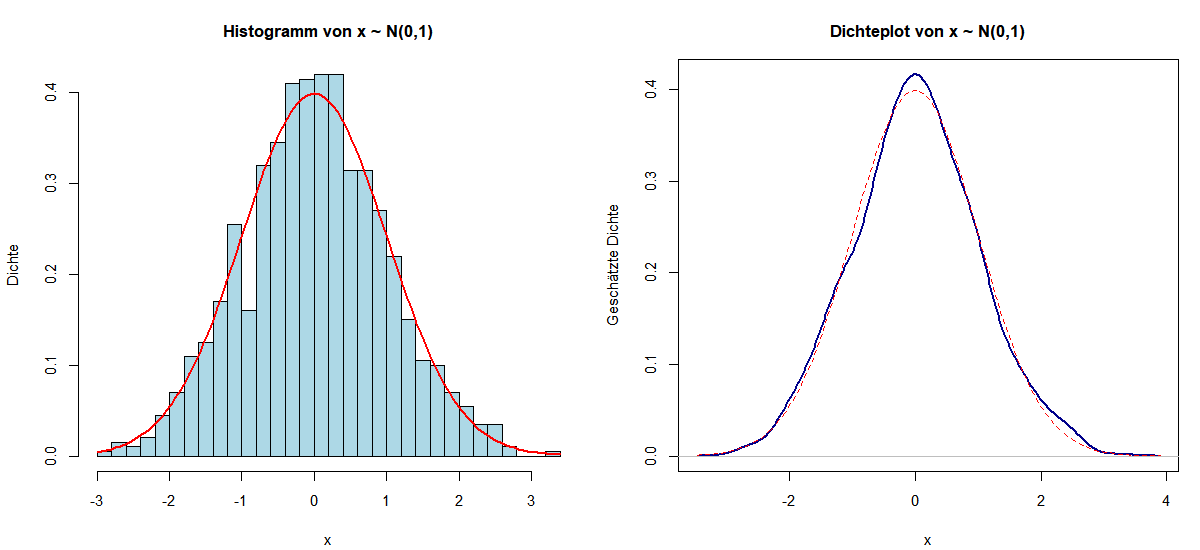 Histogramm von x ~ N(0,1)
Dichte
0.4
0.3
0.2
0.1
0.0
-3 -2 -1 0 1 2 3
x
Dichteplot von x ~ N(0,1)
Geschätzte Dichte
0.4
0.3
0.2
0.1
0.0
-2 0 2 4
x